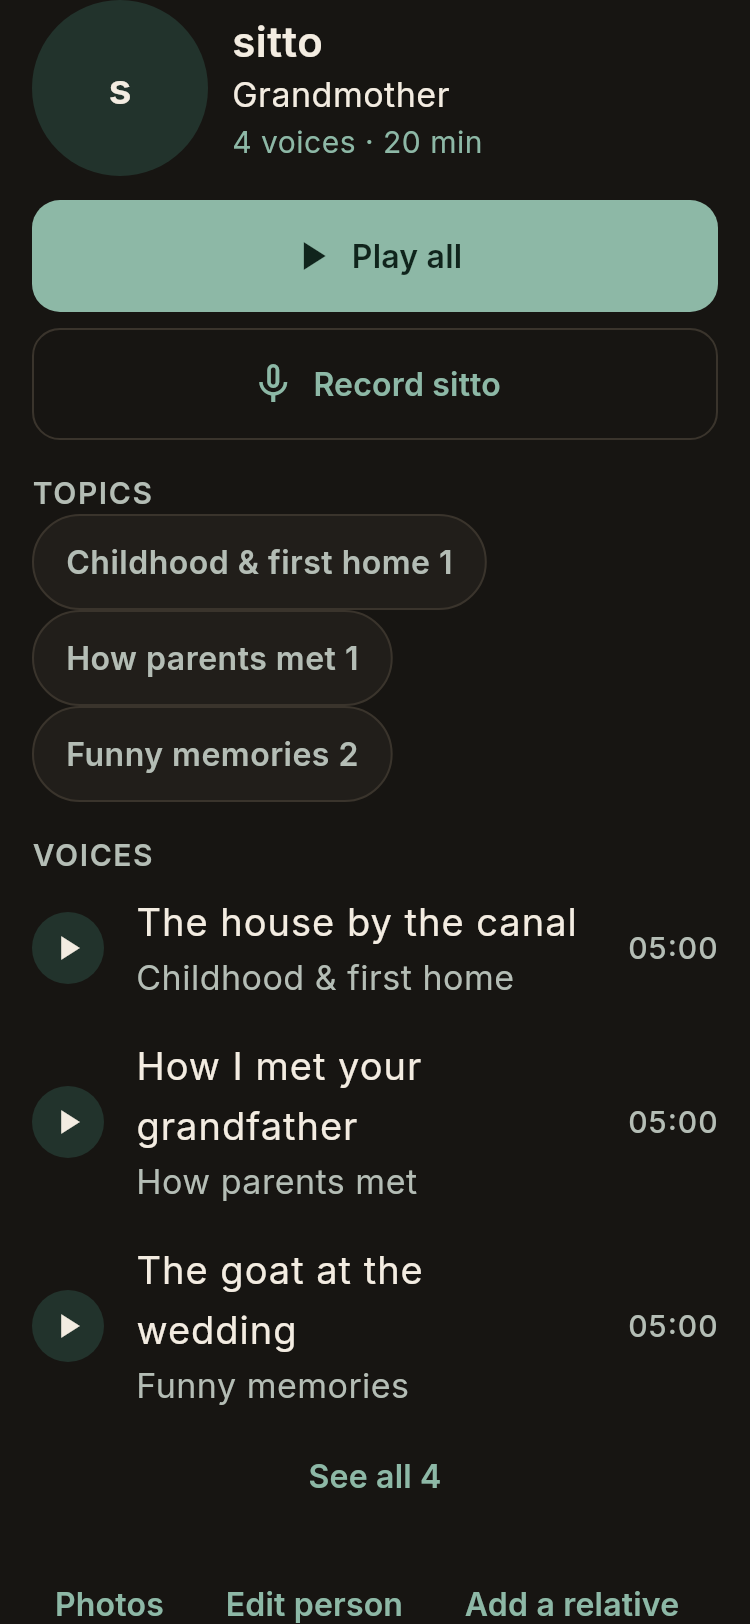 s
sitto
Grandmother
4 voices · 20 min
Play all
Record sitto
TOPICS
Childhood & first home 1
How parents met 1
Funny memories 2
VOICES
The house by the canal
Childhood & first home
05:00
How I met your
grandfather
How parents met
05:00
The goat at the
wedding
Funny memories
05:00
See all 4
Photos
Edit person
Add a relative